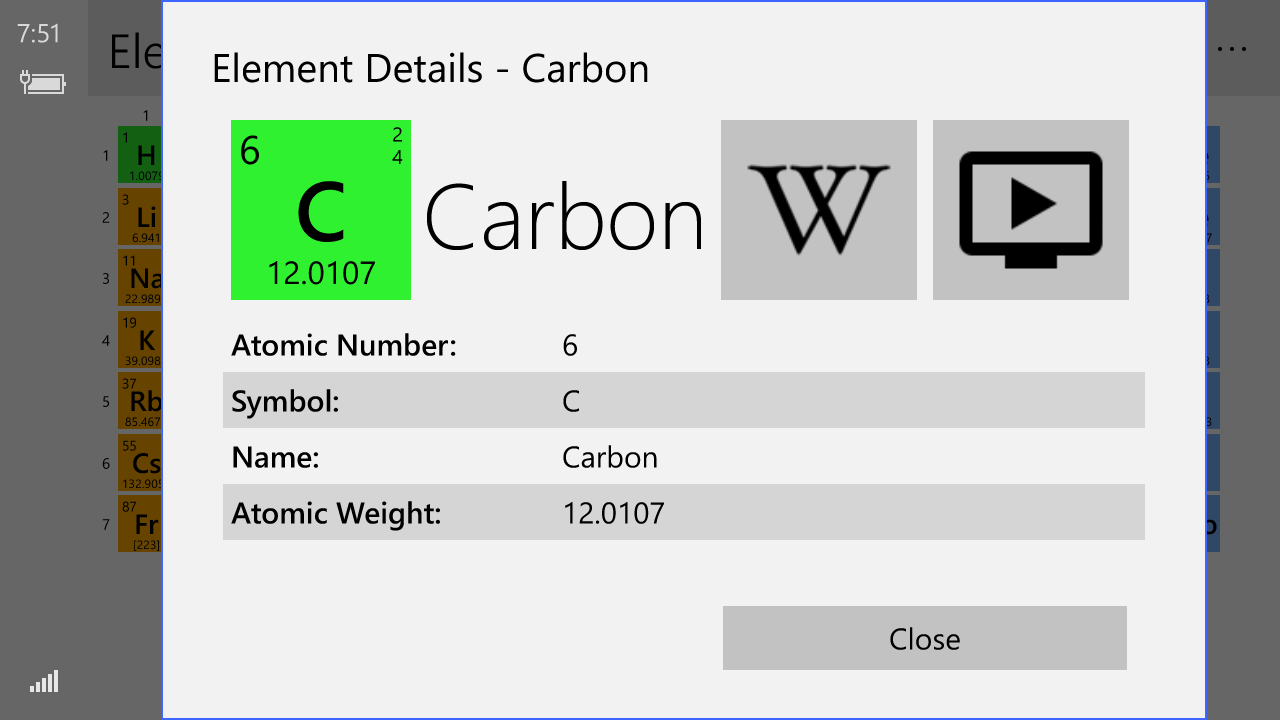 7:51
Ele
...
Element Details - Carbon
6
2
4
C
12.0107
Carbon
W
Atomic Number: 6
Symbol: C
Name: Carbon
Atomic Weight: 12.0107
Close
1
1
1
H
1.0079
2
3
Li
6.941
3
11
Na
22.989
4
19
K
39.098
5
37
Rb
85.467
6
55
Cs
132.905
7
87
Fr
[223]